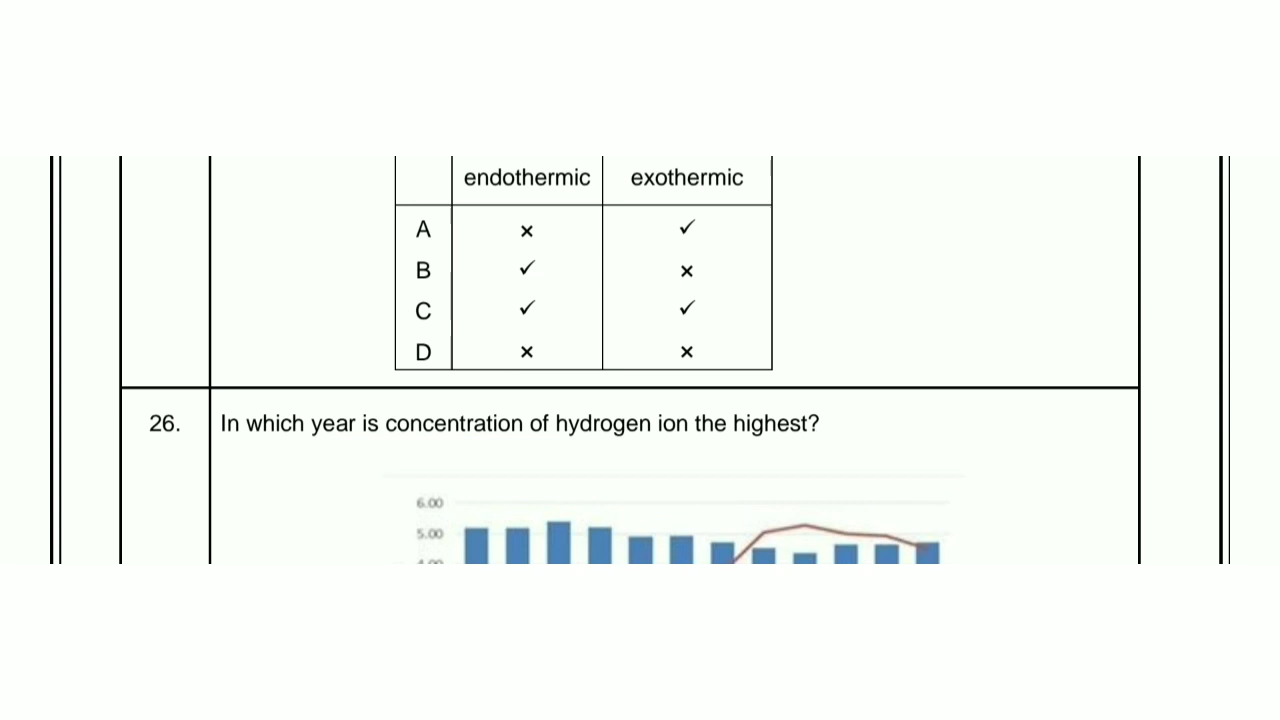 endothermic exothermic
A × ✓
B ✓ ×
C ✓ ✓
D × ×
26. In which year is concentration of hydrogen ion the highest?
6.00
5.00